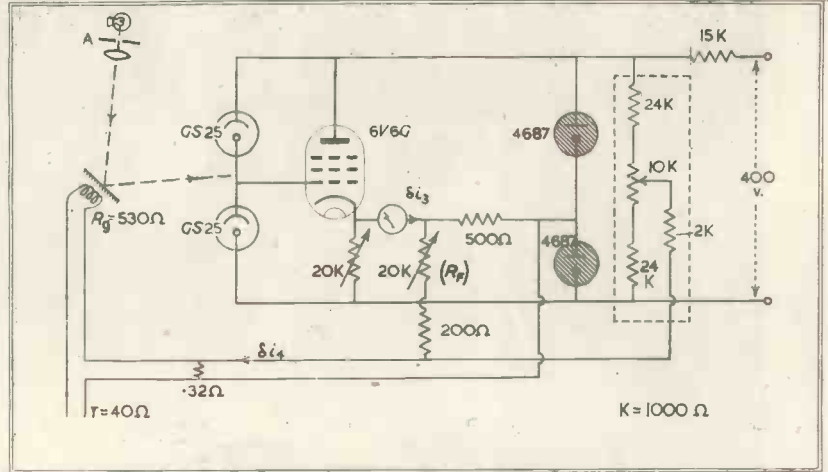 A
15K
GS25
6V6G
4687
24K
10K
400
v.
δi₃
Rg=530Ω
GS25
500Ω
4687
2K
20K
20K
(R_F)
24
K
200Ω
δi₄
.32Ω
T=40Ω
K=1000 Ω